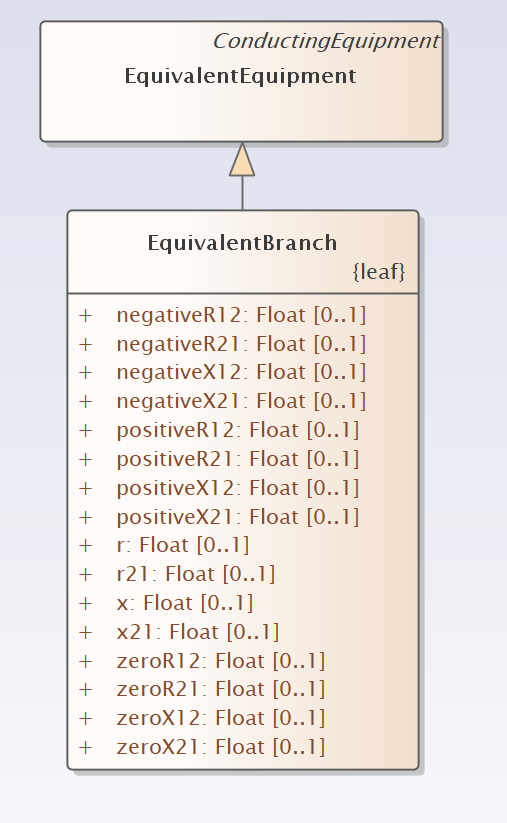 ConductingEquipment
EquivalentEquipment
EquivalentBranch
{leaf}
+ negativeR12: Float [0..1]
+ negativeR21: Float [0..1]
+ negativeX12: Float [0..1]
+ negativeX21: Float [0..1]
+ positiveR12: Float [0..1]
+ positiveR21: Float [0..1]
+ positiveX12: Float [0..1]
+ positiveX21: Float [0..1]
+ r: Float [0..1]
+ r21: Float [0..1]
+ x: Float [0..1]
+ x21: Float [0..1]
+ zeroR12: Float [0..1]
+ zeroR21: Float [0..1]
+ zeroX12: Float [0..1]
+ zeroX21: Float [0..1]